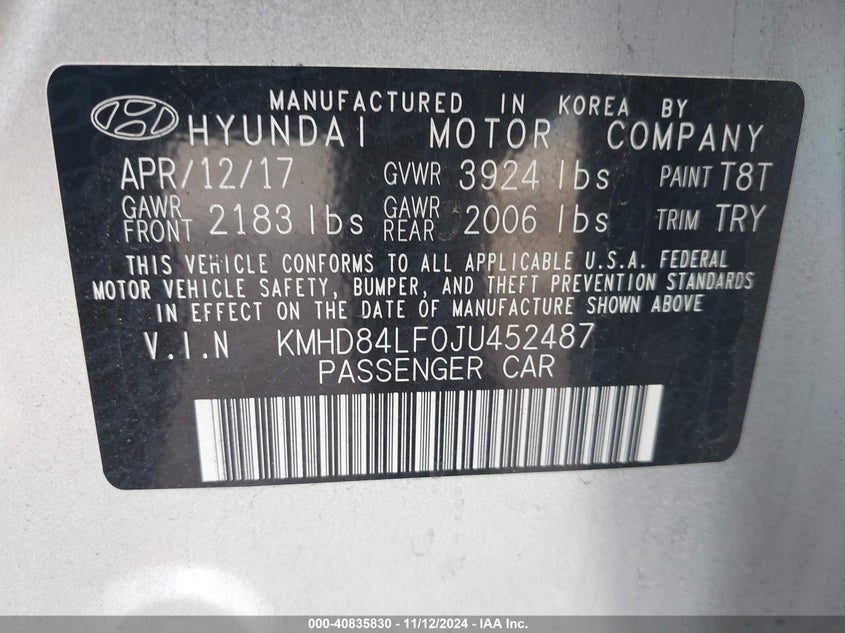 MANUFACTURED IN KOREA BY
HYUNDAI MOTOR COMPANY
APR/12/17 GVWR 3924 lbs PAINT T8T
GAWR FRONT 2183 lbs GAWR REAR 2006 lbs TRIM TRY
THIS VEHICLE CONFORMS TO ALL APPLICABLE U.S.A. FEDERAL
MOTOR VEHICLE SAFETY, BUMPER, AND THEFT PREVENTION STANDARDS
IN EFFECT ON THE DATE OF MANUFACTURE SHOWN ABOVE
V.I.N KMHD84LF0JU452487
PASSENGER CAR
000-40835830 - 11/12/2024 - IAA Inc.